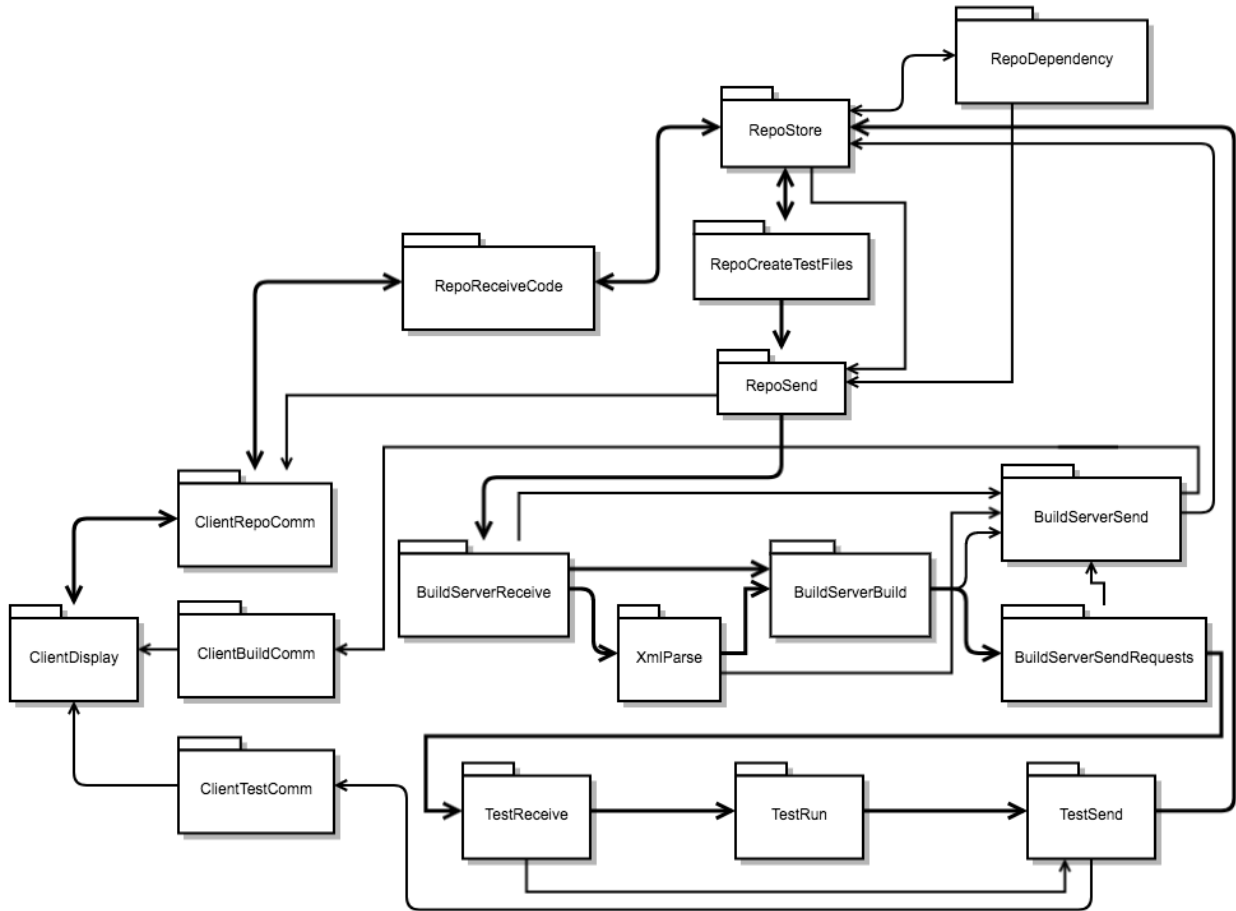 RepoDependency
RepoStore
RepoCreateTestFiles
RepoReceiveCode
RepoSend
ClientRepoComm
BuildServerSend
BuildServerReceive
BuildServerBuild
ClientDisplay
ClientBuildComm
XmlParse
BuildServerSendRequests
ClientTestComm
TestReceive
TestRun
TestSend